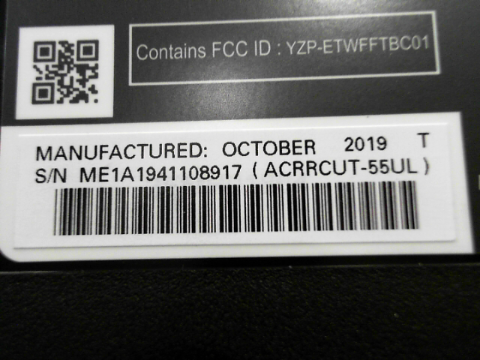 Contains FCC ID : YZP-ETWFFTBC01
MANUFACTURED: OCTOBER 2019 T
S/N ME1A1941108917 ( ACRRCUT-55UL )